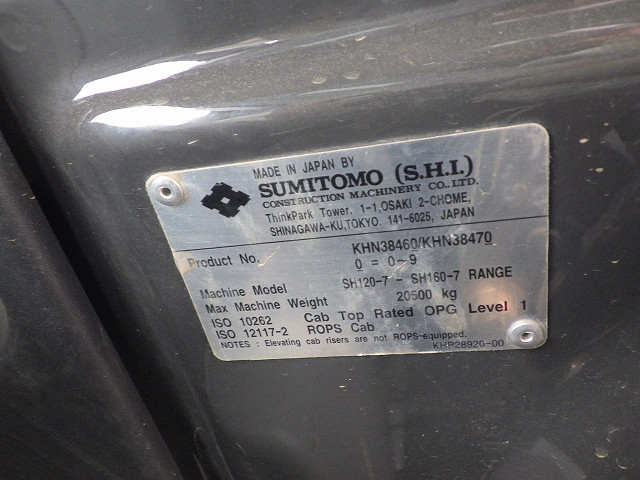 MADE IN JAPAN BY
SUMITOMO (S.H.I.)
CONSTRUCTION MACHINERY CO.,LTD.
ThinkPark Tower. 1-1,OSAKI 2-CHOME,
SHINAGAWA-KU,TOKYO. 141-6025, JAPAN
Product No. KHN38460/KHN38470
0 = 0~9
Machine Model SH120-7 - SH160-7 RANGE
Max Machine Weight 20500 kg
ISO 10262 Cab Top Rated OPG Level 1
ISO 12117-2 ROPS Cab
NOTES : Elevating cab risers are not ROPS-equipped.
KHP28920-00